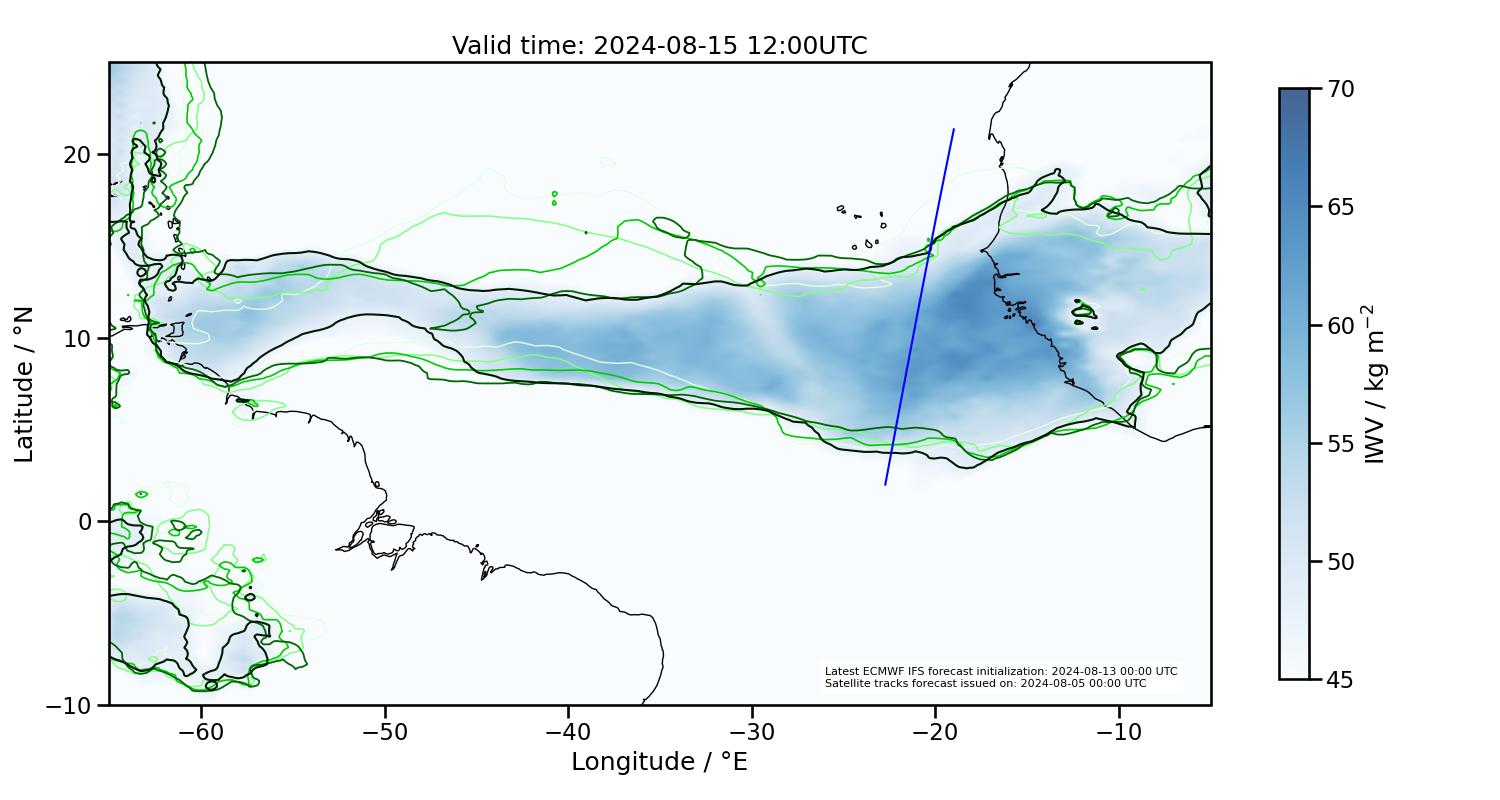 Valid time: 2024-08-15 12:00UTC
Latitude / °N
20
10
0
−10
−60
−50
−40
−30
−20
−10
Longitude / °E
Latest ECMWF IFS forecast initialization: 2024-08-13 00:00 UTC
Satellite tracks forecast issued on: 2024-08-05 00:00 UTC
70
65
60
55
50
45
IWV / kg m⁻²